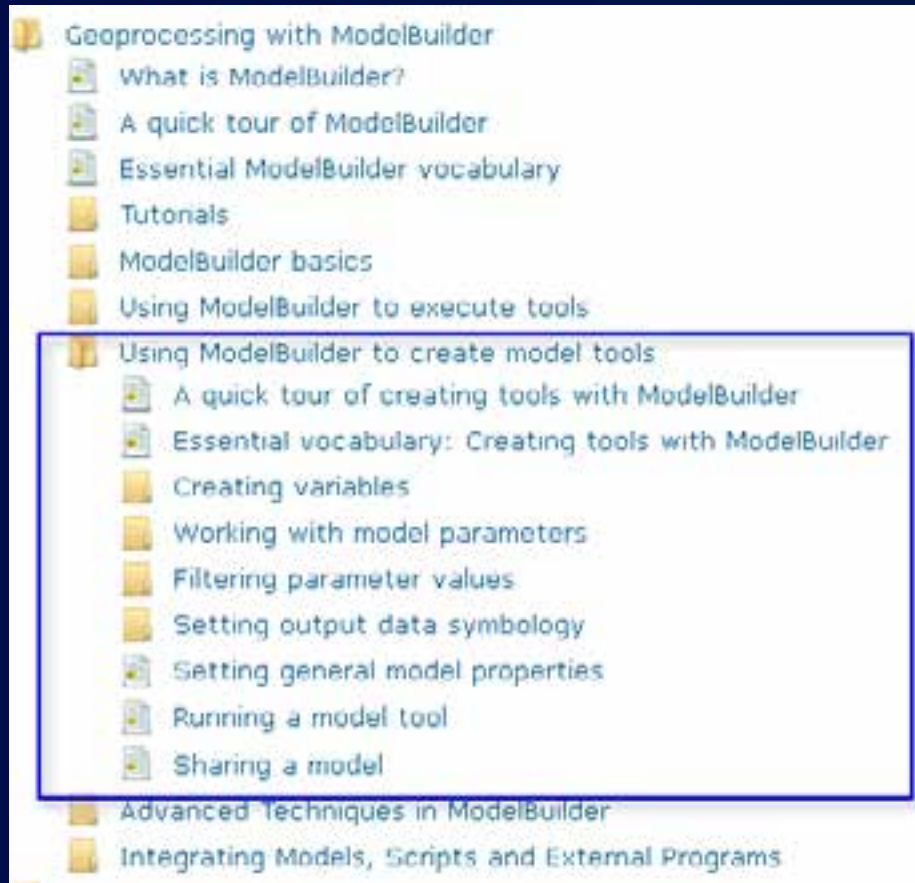 Geoprocessing with ModelBuilder
What is ModelBuilder?
A quick tour of ModelBuilder
Essential ModelBuilder vocabulary
Tutorials
ModelBuilder basics
Using ModelBuilder to execute tools
Using ModelBuilder to create model tools
A quick tour of creating tools with ModelBuilder
Essential vocabulary: Creating tools with ModelBuilder
Creating variables
Working with model parameters
Filtering parameter values
Setting output data symbology
Setting general model properties
Running a model tool
Sharing a model
Advanced Techniques in ModelBuilder
Integrating Models, Scripts and External Programs